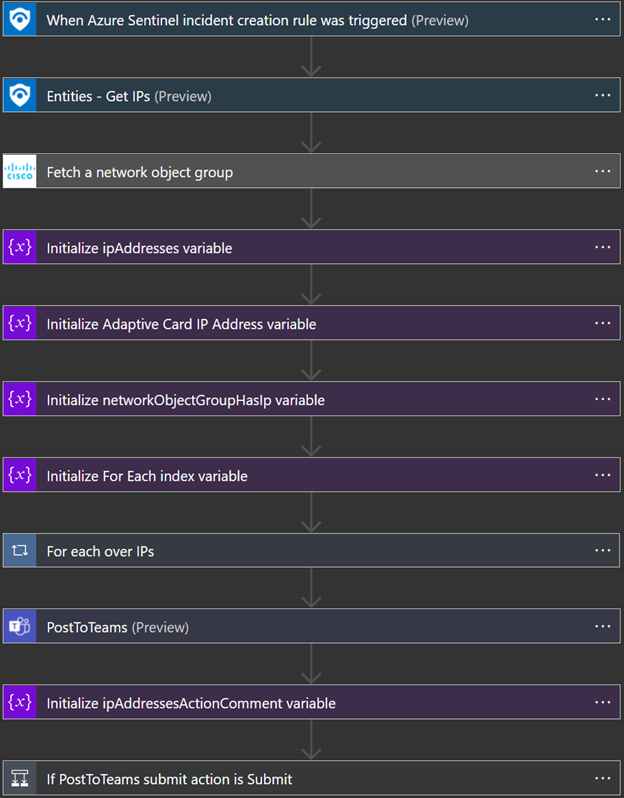 When Azure Sentinel incident creation rule was triggered (Preview)
Entities - Get IPs (Preview)
CISCO Fetch a network object group
{x} Initialize ipAddresses variable
{x} Initialize Adaptive Card IP Address variable
{x} Initialize networkObjectGroupHasIp variable
{x} Initialize For Each index variable
For each over IPs
T PostToTeams (Preview)
{x} Initialize ipAddressesActionComment variable
If PostToTeams submit action is Submit